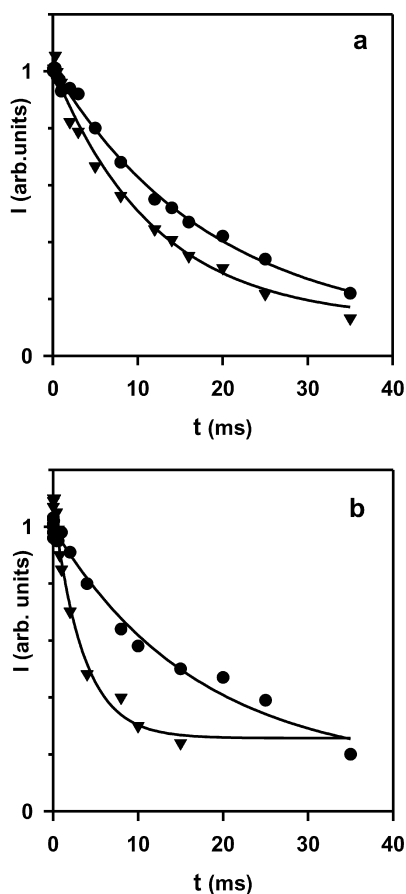 a
1
I (arb.units)
0
0 10 20 30 40
t (ms)
b
1
I (arb. units)
0
0 10 20 30 40
t (ms)